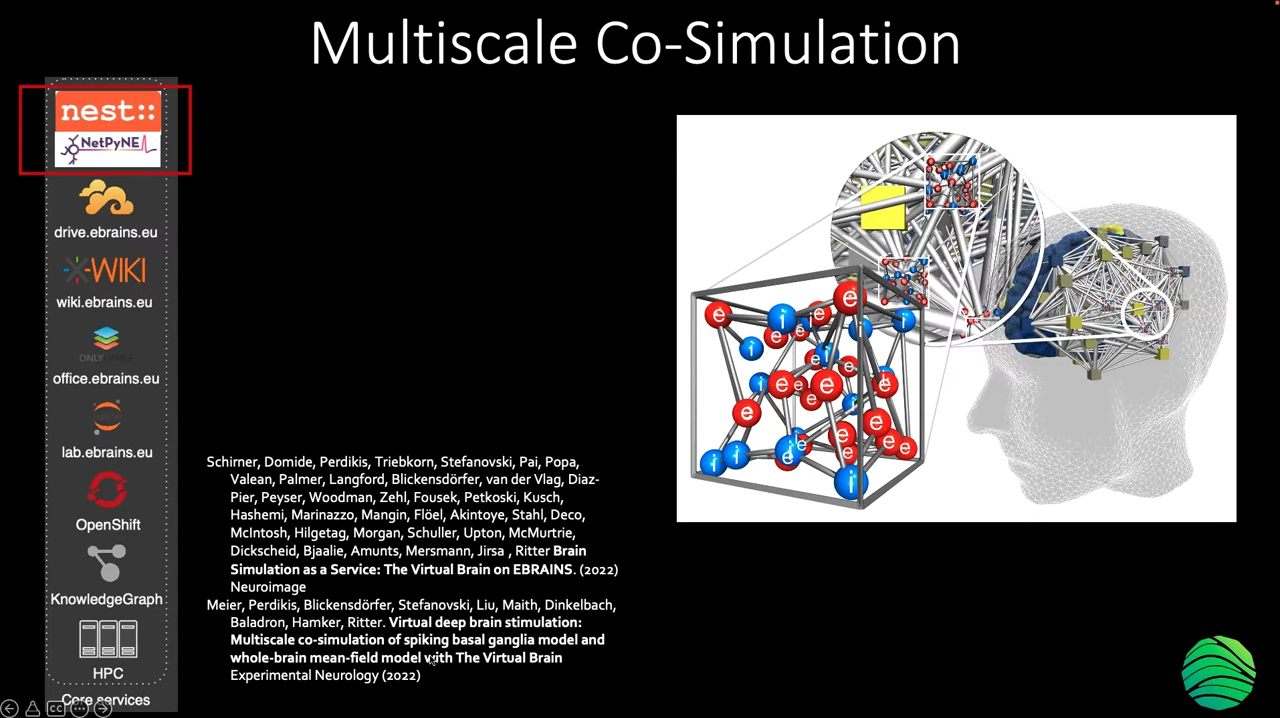 Multiscale Co-Simulation
nest::
NetPyNE
drive.ebrains.eu
WIKI
wiki.ebrains.eu
ONLYOFFICE
office.ebrains.eu
lab.ebrains.eu
OpenShift
KnowledgeGraph
HPC
Core services
CC
Schirner, Domide, Perdikis, Triebkorn, Stefanovski, Pai, Popa,
Valean, Palmer, Langford, Blickensdörfer, van der Vlag, Diaz-
Pier, Peyser, Woodman, Zehl, Fousek, Petkoski, Kusch,
Hashemi, Marinazzo, Mangin, Flöel, Akintoye, Stahl, Deco,
McIntosh, Hilgetag, Morgan, Schuller, Upton, McMurtrie,
Dickscheid, Bjaalie, Amunts, Mersmann, Jirsa , Ritter Brain
Simulation as a Service: The Virtual Brain on EBRAINS. (2022)
Neuroimage
Meier, Perdikis, Blickensdörfer, Stefanovski, Liu, Maith, Dinkelbach,
Baladron, Hamker, Ritter. Virtual deep brain stimulation:
Multiscale co-simulation of spiking basal ganglia model and
whole-brain mean-field model with The Virtual Brain
Experimental Neurology (2022)
e i e e
i
e e
i
i e e
i e e e e i
e
i
e e e
i i i e e e
i